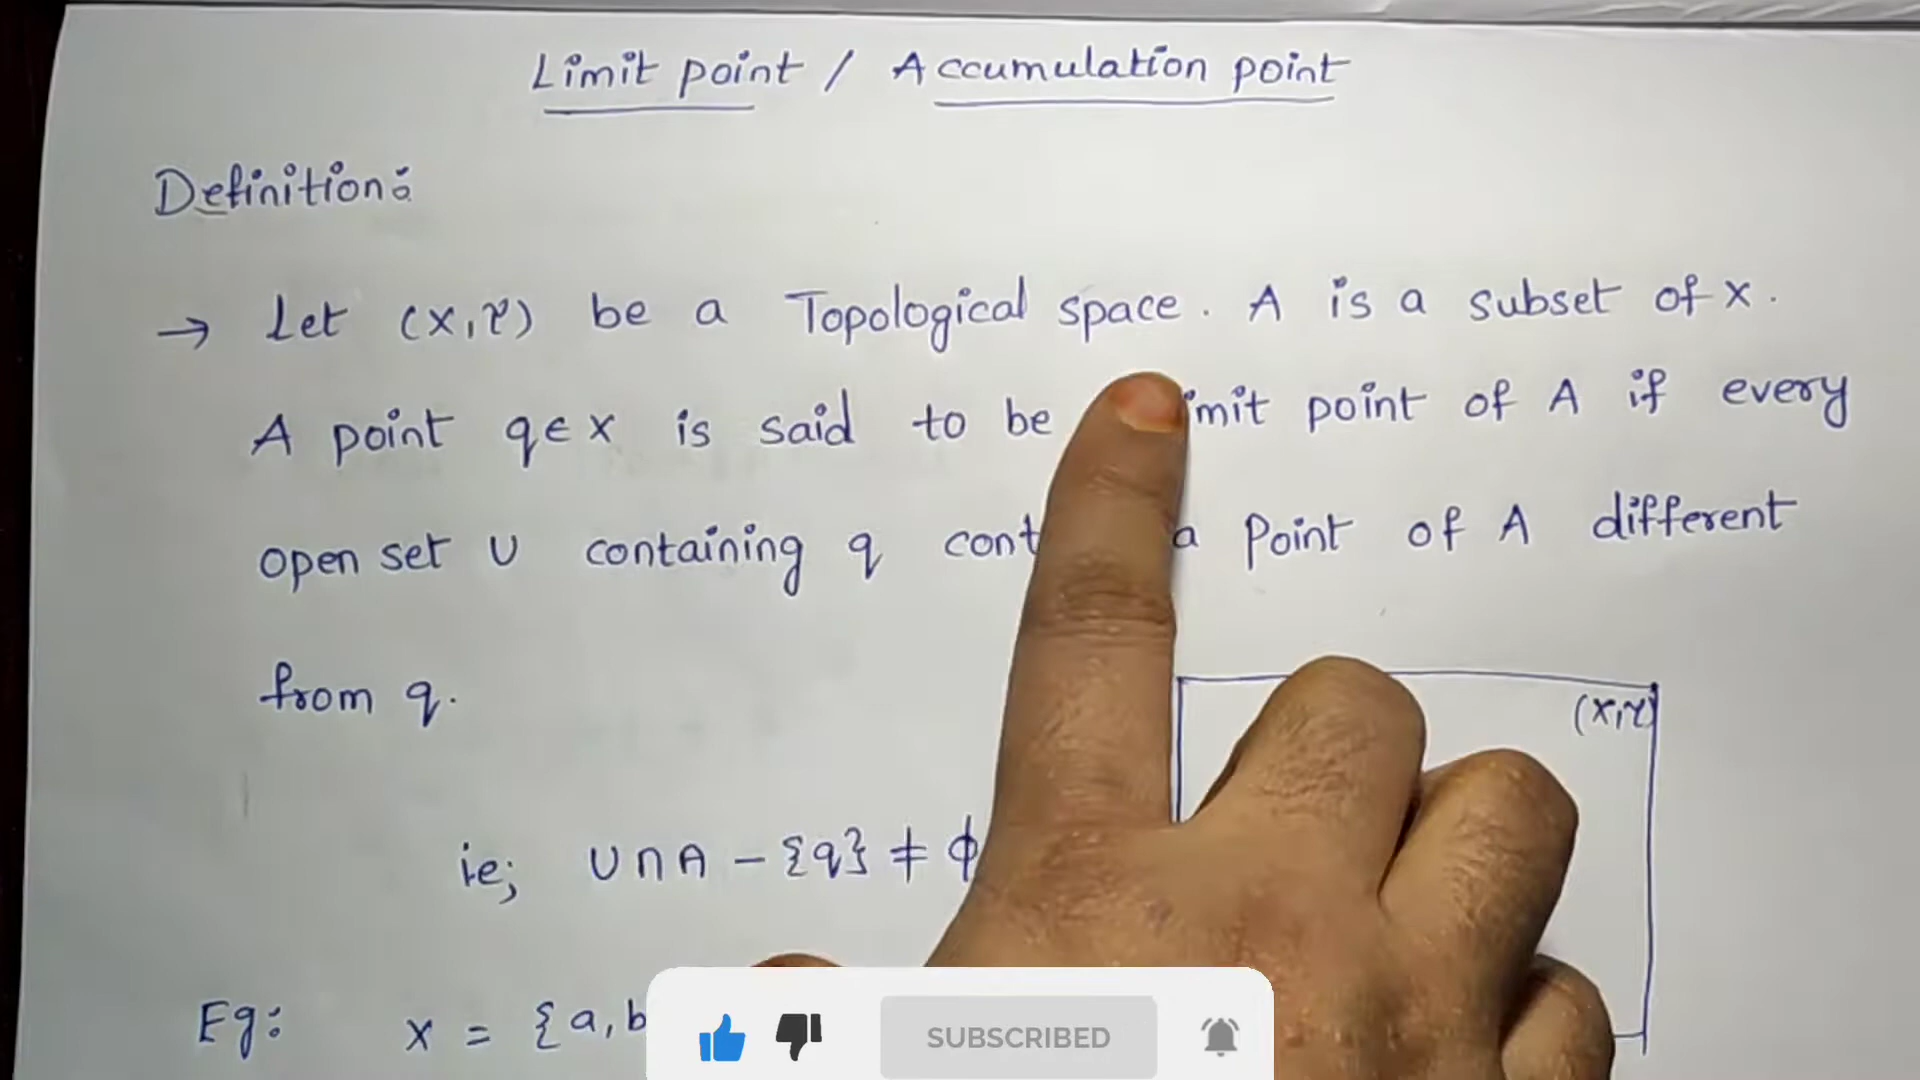 Limit point / Accumulation point
Definition:
→ Let (X,τ) be a Topological space. A is a subset of X.
A point q∈X is said to be imit point of A if every
open set U containing q cont a point of A different
from q.
(X,τ)
ie; U∩A - {q} ≠ ϕ
Eg: X = {a, b
SUBSCRIBED